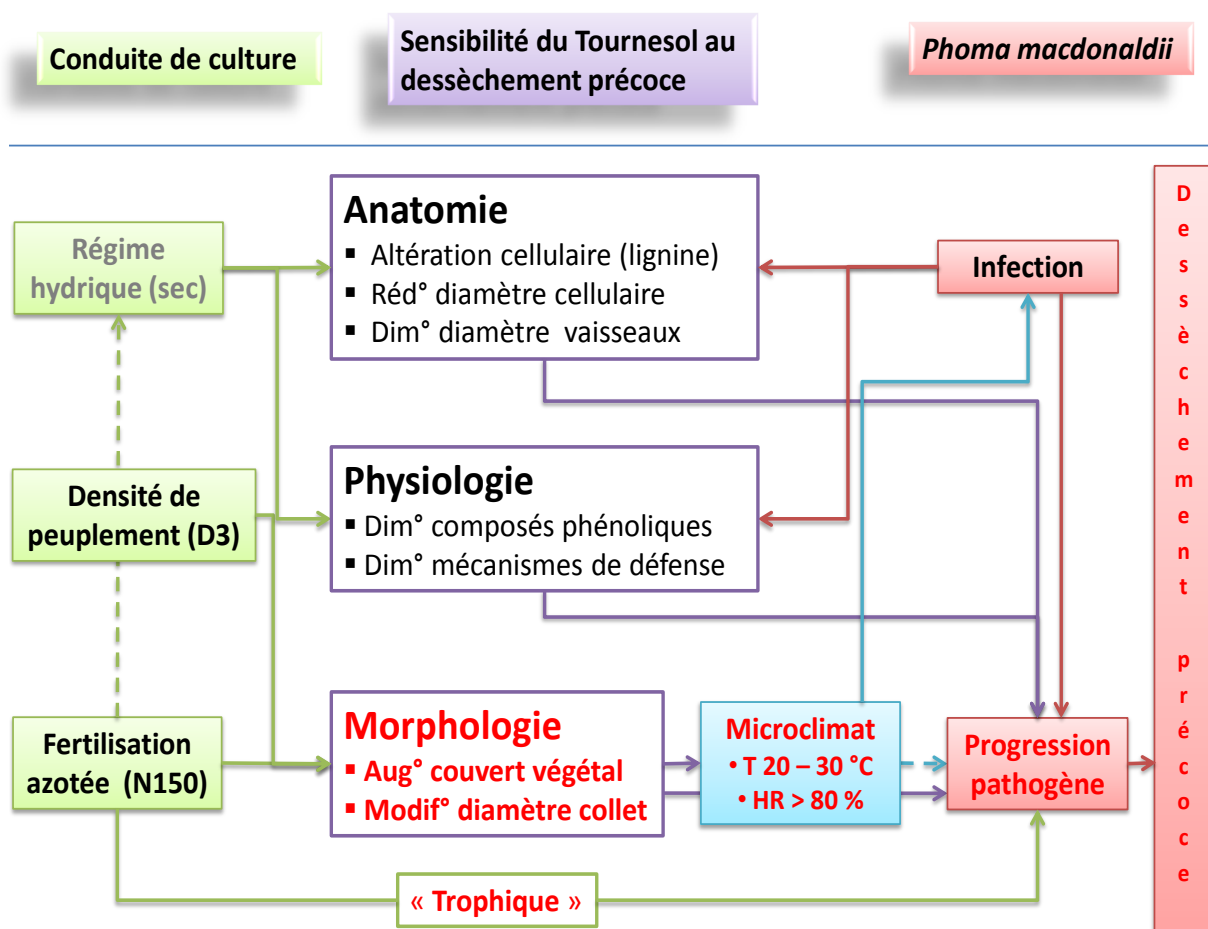 Conduite de culture
Sensibilité du Tournesol au
dessèchement précoce
Phoma macdonaldii
Régime
hydrique (sec)
Densité de
peuplement (D3)
Fertilisation
azotée (N150)
Anatomie
▪ Altération cellulaire (lignine)
▪ Réd° diamètre cellulaire
▪ Dim° diamètre vaisseaux
Physiologie
▪ Dim° composés phénoliques
▪ Dim° mécanismes de défense
Morphologie
▪ Aug° couvert végétal
▪ Modif° diamètre collet
« Trophique »
Microclimat
• T 20 – 30 °C
• HR > 80 %
Infection
Progression
pathogène
Dessèchement précoce